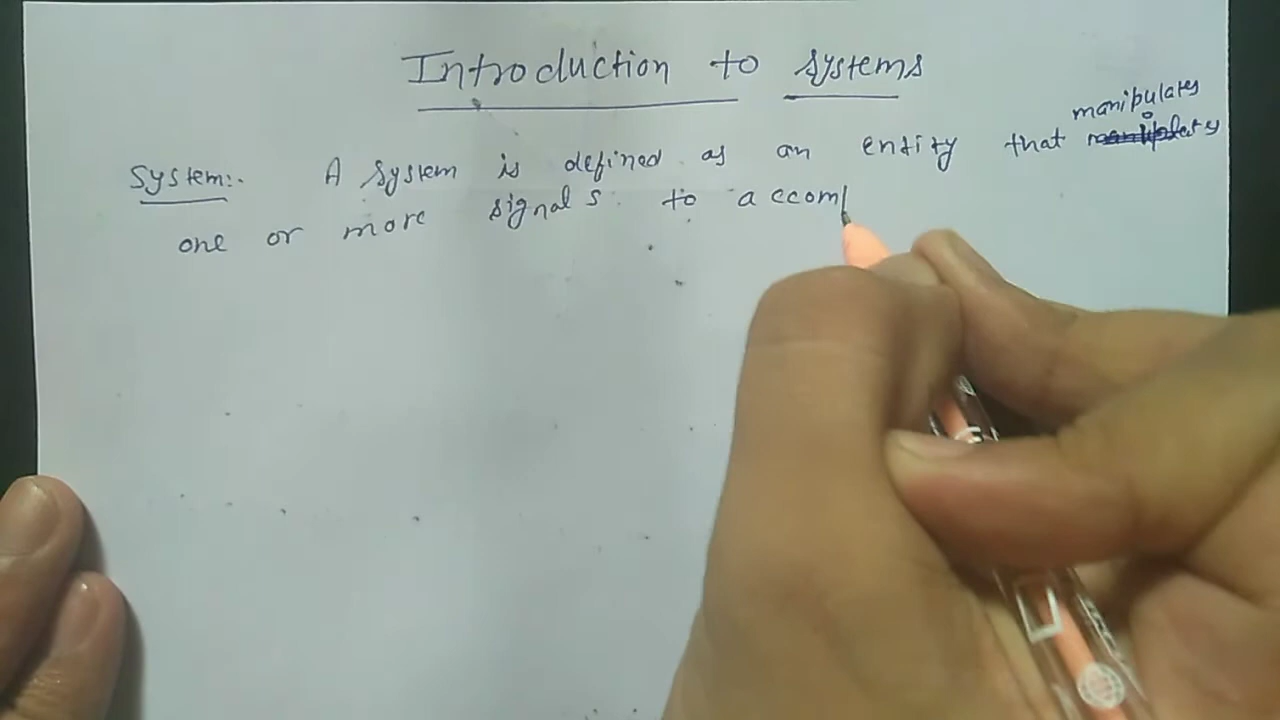 Introduction to systems
manipulates
System:- A system is defined as an entity that
one or more signals to accom